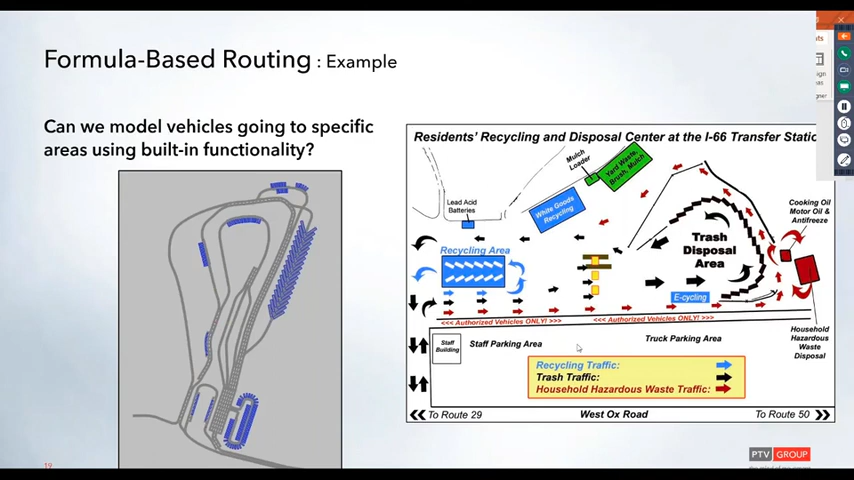 Formula-Based Routing : Example
Can we model vehicles going to specific
areas using built-in functionality?
Residents' Recycling and Disposal Center at the I-66 Transfer
Mulch
Loader
Yard Waste,
Brush, Mulch
Lead Acid
Batteries
White Goods
Recycling
Cooking Oil
Motor Oil &
Antifreeze
Recycling Area
Trash
Disposal
Area
E-cycling
<<< Authorized Vehicles ONLY! >>>
<<< Authorized Vehicles ONLY! >>>
Staff
Building
Staff Parking Area
Truck Parking Area
Household
Hazardous
Waste
Disposal
Recycling Traffic:
Trash Traffic:
Household Hazardous Waste Traffic:
To Route 29
West Ox Road
To Route 50
PTV GROUP
19